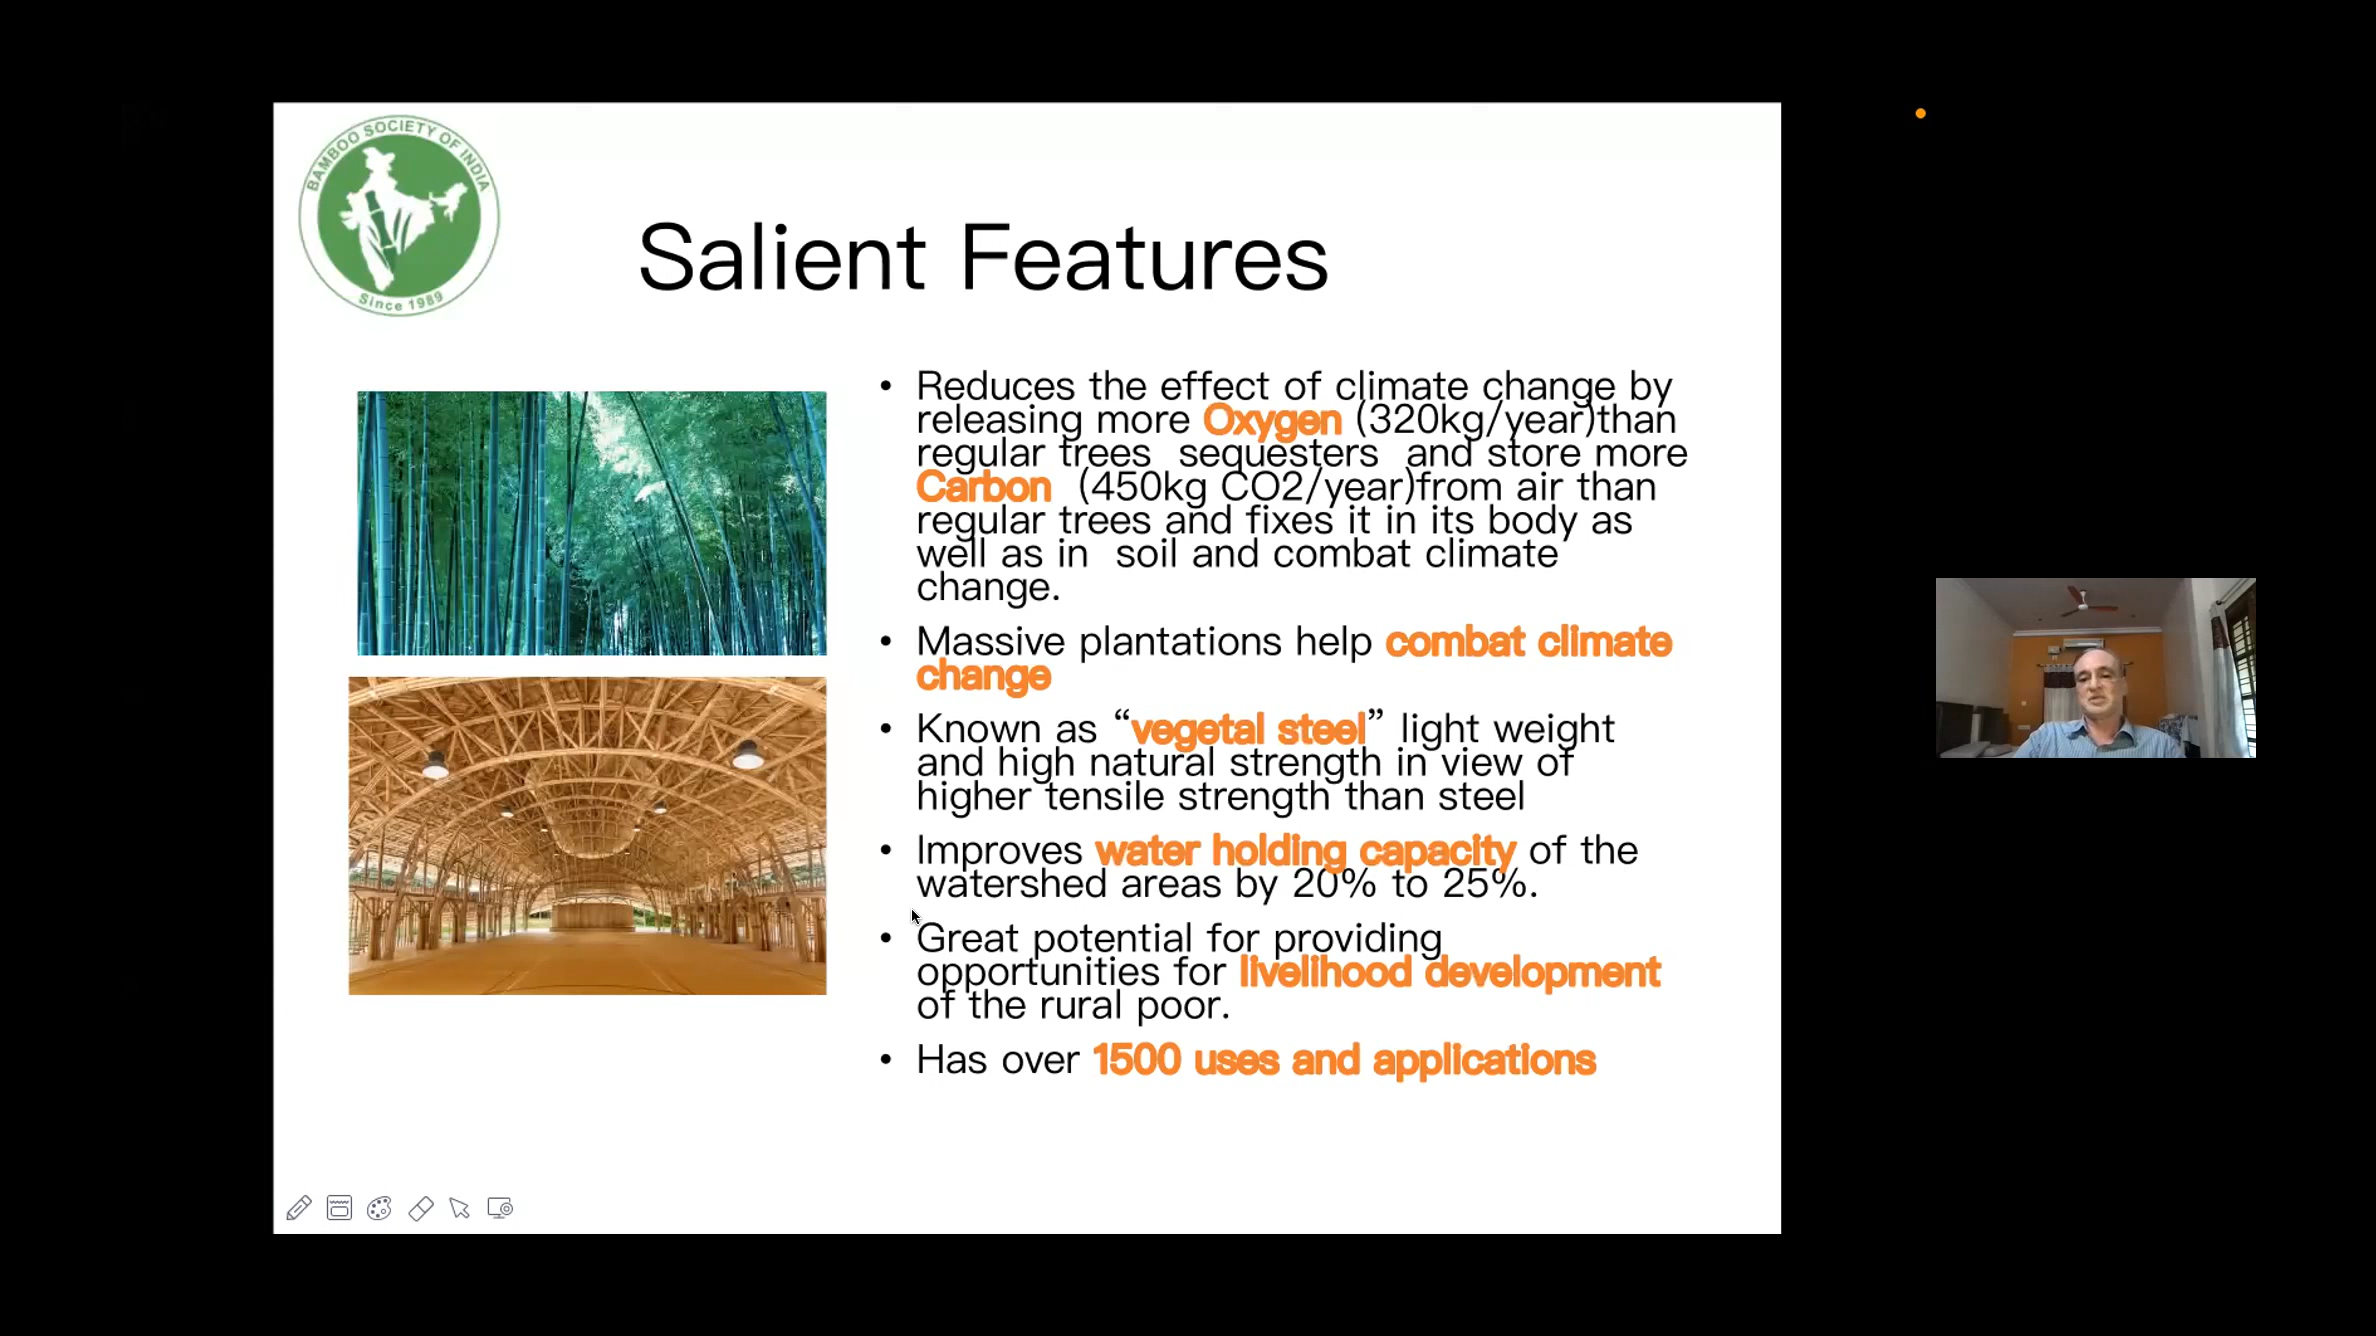 BAMBOO SOCIETY OF INDIA
Since 1989
Salient Features
• Reduces the effect of climate change by
releasing more Oxygen (320kg/year)than
regular trees sequesters and store more
Carbon (450kg CO2/year)from air than
regular trees and fixes it in its body as
well as in soil and combat climate
change.
• Massive plantations help combat climate
change
• Known as “vegetal steel” light weight
and high natural strength in view of
higher tensile strength than steel
• Improves water holding capacity of the
watershed areas by 20% to 25%.
• Great potential for providing
opportunities for livelihood development
of the rural poor.
• Has over 1500 uses and applications